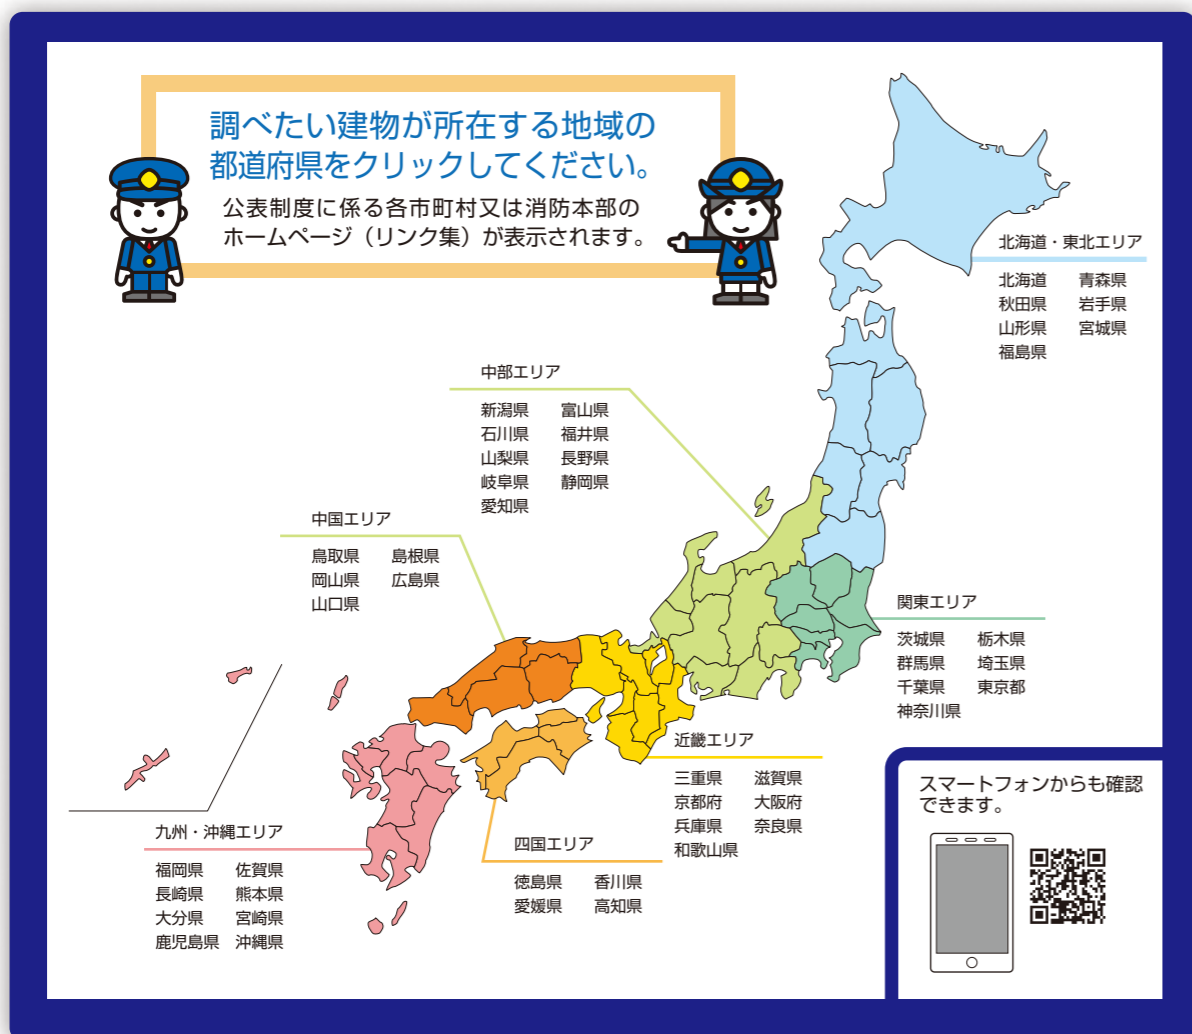 調べたい建物が所在する地域の
都道府県をクリックしてください。
公表制度に係る各市町村又は消防本部の
ホームページ（リンク集）が表示されます。
北海道・東北エリア
北海道 青森県
秋田県 岩手県
山形県 宮城県
福島県
中部エリア
新潟県 富山県
石川県 福井県
山梨県 長野県
岐阜県 静岡県
愛知県
中国エリア
鳥取県 島根県
岡山県 広島県
山口県
関東エリア
茨城県 栃木県
群馬県 埼玉県
千葉県 東京都
神奈川県
近畿エリア
三重県 滋賀県
京都府 大阪府
兵庫県 奈良県
和歌山県
四国エリア
徳島県 香川県
愛媛県 高知県
九州・沖縄エリア
福岡県 佐賀県
長崎県 熊本県
大分県 宮崎県
鹿児島県 沖縄県
スマートフォンからも確認
できます。